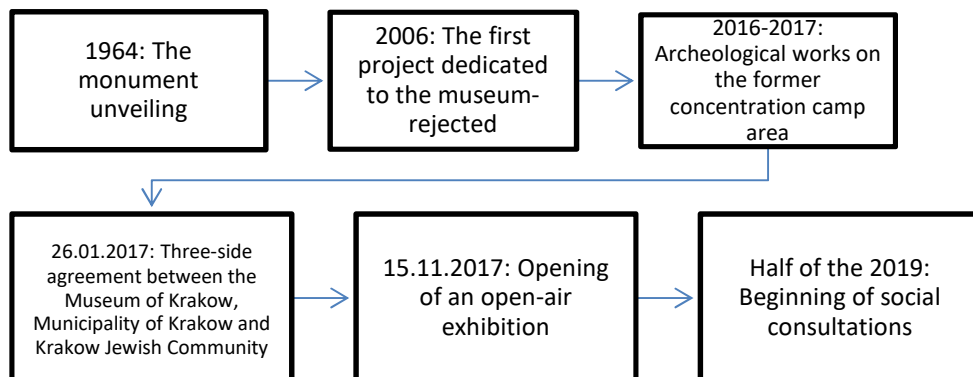 1964: The
monument
unveiling
2006: The first
project dedicated
to the museum-
rejected
2016-2017:
Archeological works on
the former
concentration camp
area
26.01.2017: Three-side
agreement between the
Museum of Krakow,
Municipality of Krakow and
Krakow Jewish Community
15.11.2017: Opening
of an open-air
exhibition
Half of the 2019:
Beginning of social
consultations